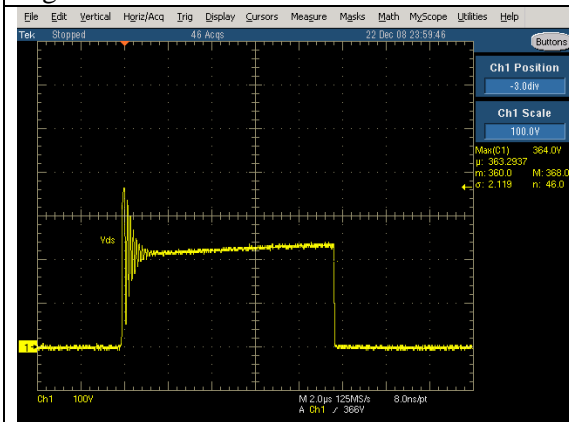 File Edit Vertical Horiz/Acq Trig Display Cursors Measure Masks Math MyScope Utilities Help
Tek Stopped 46 Acqs 22 Dec 08 23:59:46 Buttons
Ch1 Position
-3.0div
Ch1 Scale
100.0V
Max(C1) 364.0V
µ: 363.2937
m: 360.0 M: 368.0
σ: 2.119 n: 46.0
Vds
1
Ch1 100V M 2.0µs 125MS/s 8.0ns/pt
A Ch1 ∕ 366V